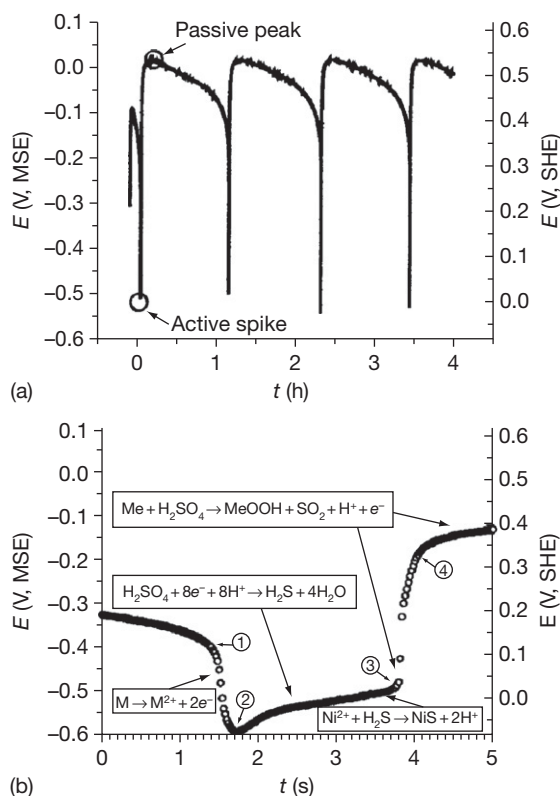 Passive peak
Active spike
E (V, MSE)
0.1
0.0
−0.1
−0.2
−0.3
−0.4
−0.5
−0.6
E (V, SHE)
0.6
0.5
0.4
0.3
0.2
0.1
0.0
0 1 2 3 4
t (h)
(a)
E (V, MSE)
0.1
0.0
−0.1
−0.2
−0.3
−0.4
−0.5
−0.6
E (V, SHE)
0.6
0.5
0.4
0.3
0.2
0.1
0.0
Me + H₂SO₄ → MeOOH + SO₂ + H⁺ + e⁻
④
H₂SO₄ + 8e⁻ + 8H⁺ → H₂S + 4H₂O
①
③
M → M²⁺ + 2e⁻
②
Ni²⁺ + H₂S → NiS + 2H⁺
0 1 2 3 4 5
t (s)
(b)